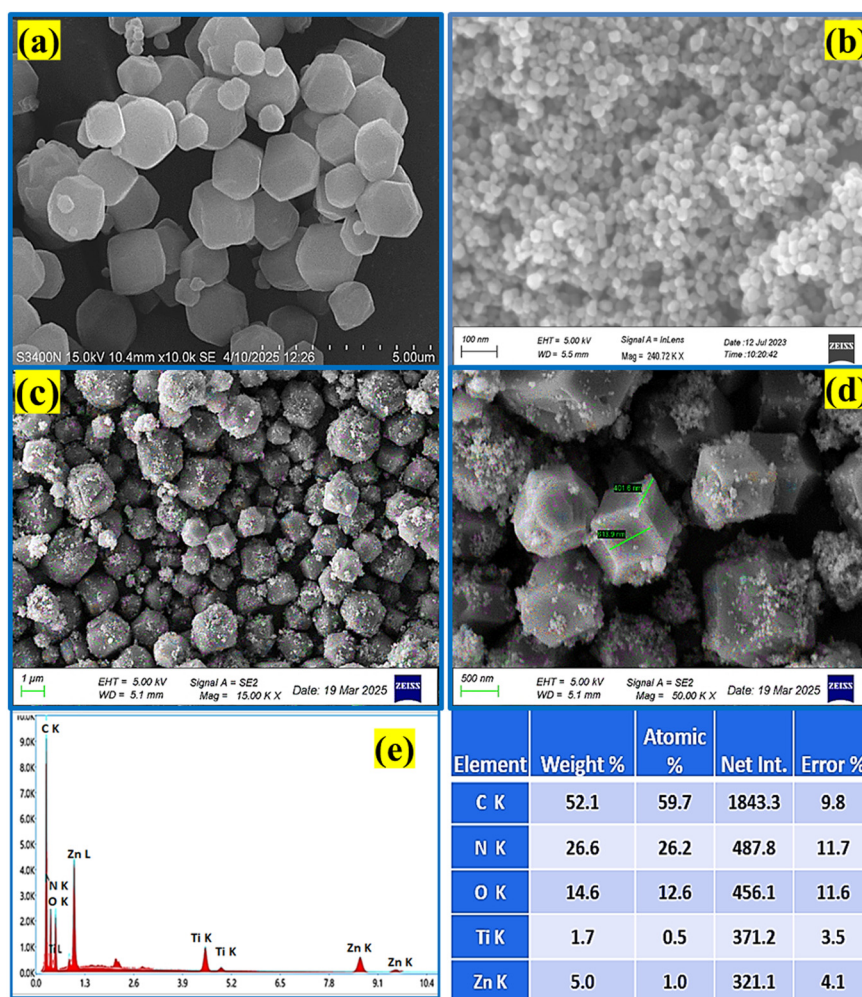 (a)
S3400N 15.0kV 10.4mm x10.0k SE 4/10/2025 12:26 5.00um
(b)
100 nm
EHT = 5.00 kV
WD = 5.5 mm
Signal A = InLens
Mag = 240.72 K X
Date :12 Jul 2023
Time :10:20:42
ZEISS
(c)
1 µm
EHT = 5.00 kV
WD = 5.1 mm
Signal A = SE2
Mag = 15.00 K X
Date: 19 Mar 2025
ZEISS
(d)
401.6 nm
500 nm
EHT = 5.00 kV
WD = 5.1 mm
Signal A = SE2
Mag = 50.00 K X
Date: 19 Mar 2025
ZEISS
(e)
9.0K
8.0K
7.0K
6.0K
5.0K
4.0K
3.0K
2.0K
1.0K
0.0K
C K
N K
O K
Ti L
Zn L
Ti K
Ti K
Zn K
Zn K
0.0 1.3 2.6 3.9 5.2 6.5 7.8 9.1 10.4
Element Weight % Atomic % Net Int. Error %
C K 52.1 59.7 1843.3 9.8
N K 26.6 26.2 487.8 11.7
O K 14.6 12.6 456.1 11.6
Ti K 1.7 0.5 371.2 3.5
Zn K 5.0 1.0 321.1 4.1